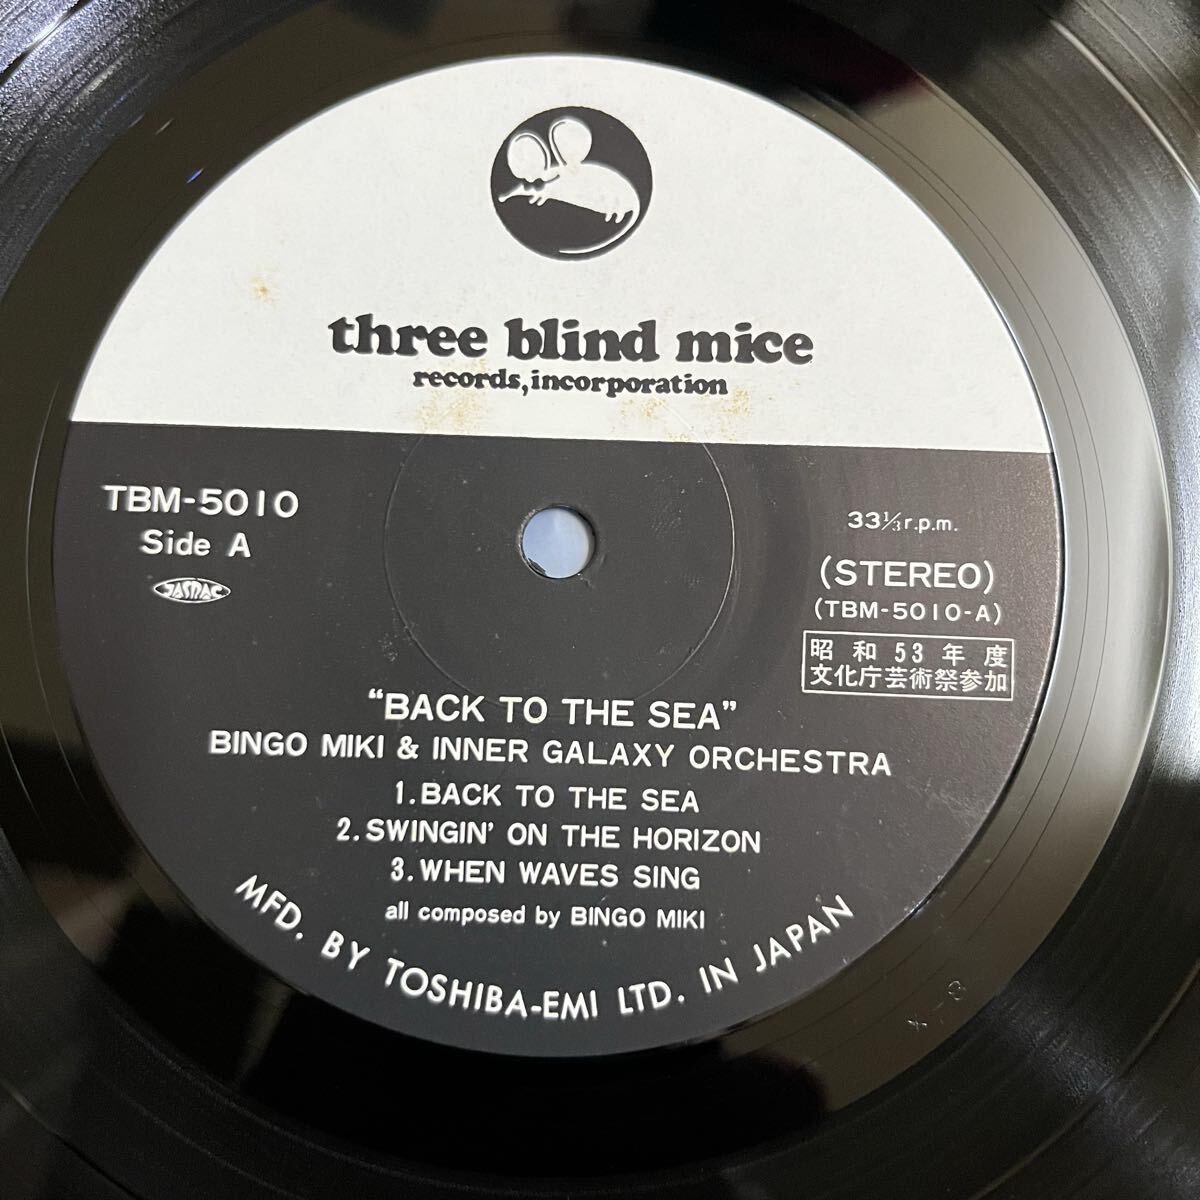 three blind mice
records,incorporation
TBM-5010
Side A
JASRAC
33⅓r.p.m.
(STEREO)
(TBM-5010-A)
昭和53年度
文化庁芸術祭参加
“BACK TO THE SEA”
BINGO MIKI & INNER GALAXY ORCHESTRA
1.BACK TO THE SEA
2.SWINGIN' ON THE HORIZON
3.WHEN WAVES SING
all composed by BINGO MIKI
MFD. BY TOSHIBA-EMI LTD. IN JAPAN